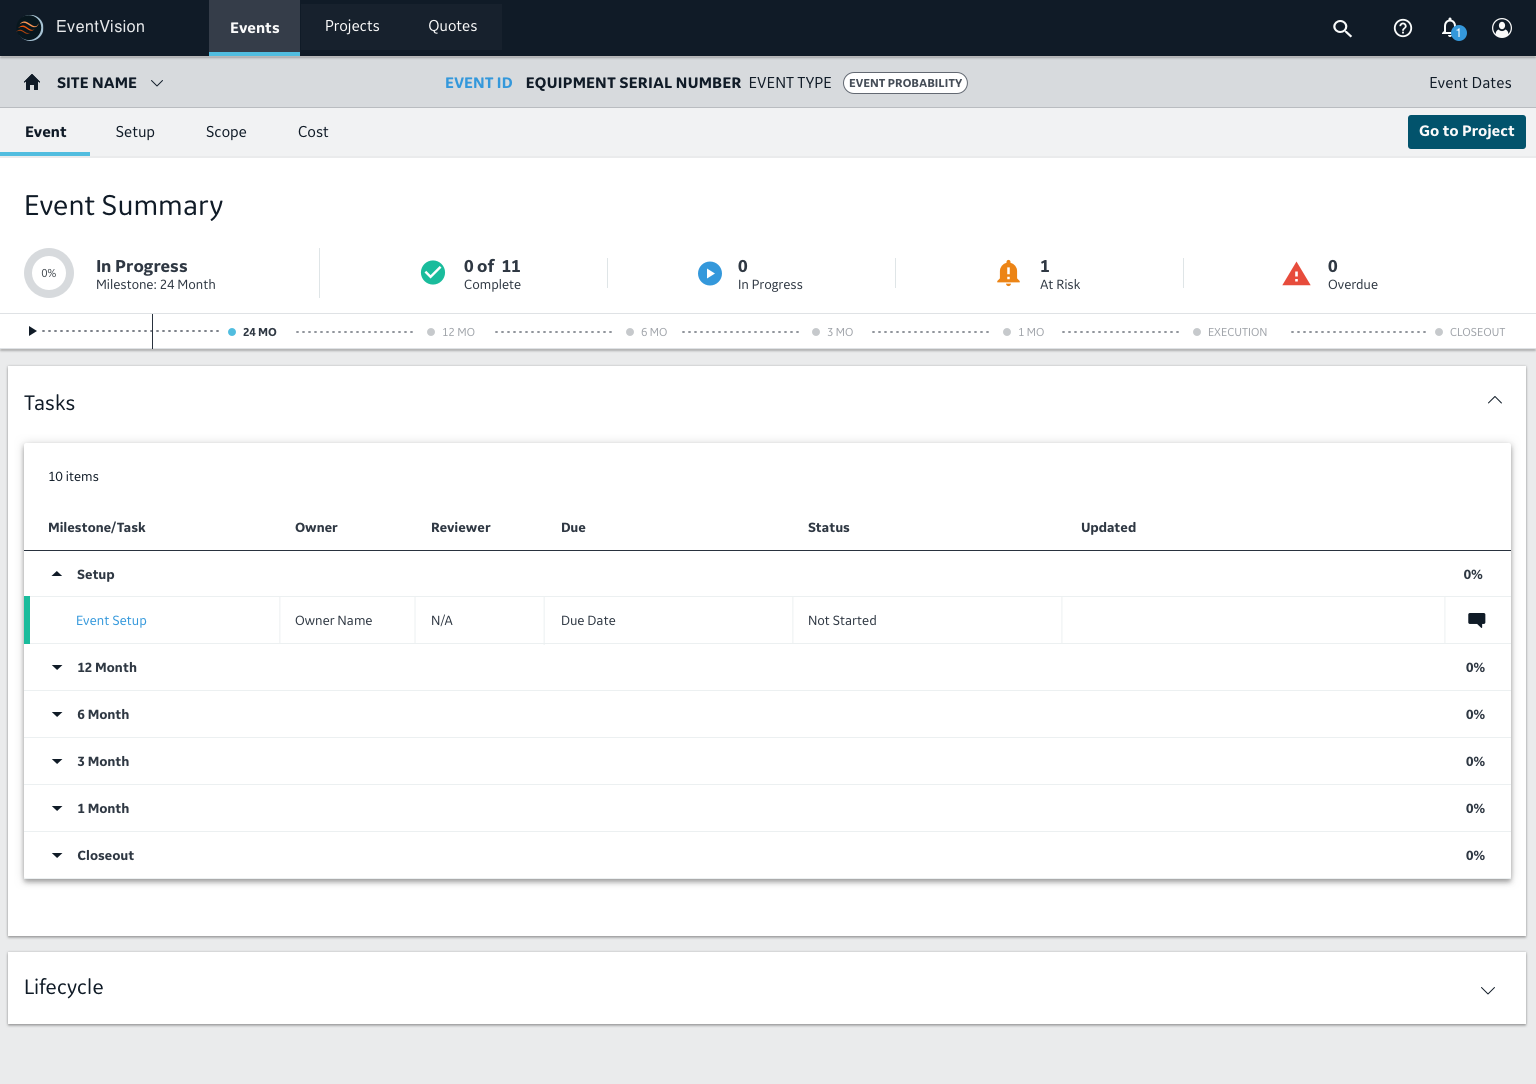 EventVision Events Projects Quotes 1
SITE NAME EVENT ID EQUIPMENT SERIAL NUMBER EVENT TYPE EVENT PROBABILITY Event Dates
Event Setup Scope Cost Go to Project
Event Summary
0% In Progress 0 of 11 0 1 0
Milestone: 24 Month Complete In Progress At Risk Overdue
24 MO 12 MO 6 MO 3 MO 1 MO EXECUTION CLOSEOUT
Tasks
10 items
Milestone/Task Owner Reviewer Due Status Updated
Setup 0%
Event Setup Owner Name N/A Due Date Not Started
12 Month 0%
6 Month 0%
3 Month 0%
1 Month 0%
Closeout 0%
Lifecycle